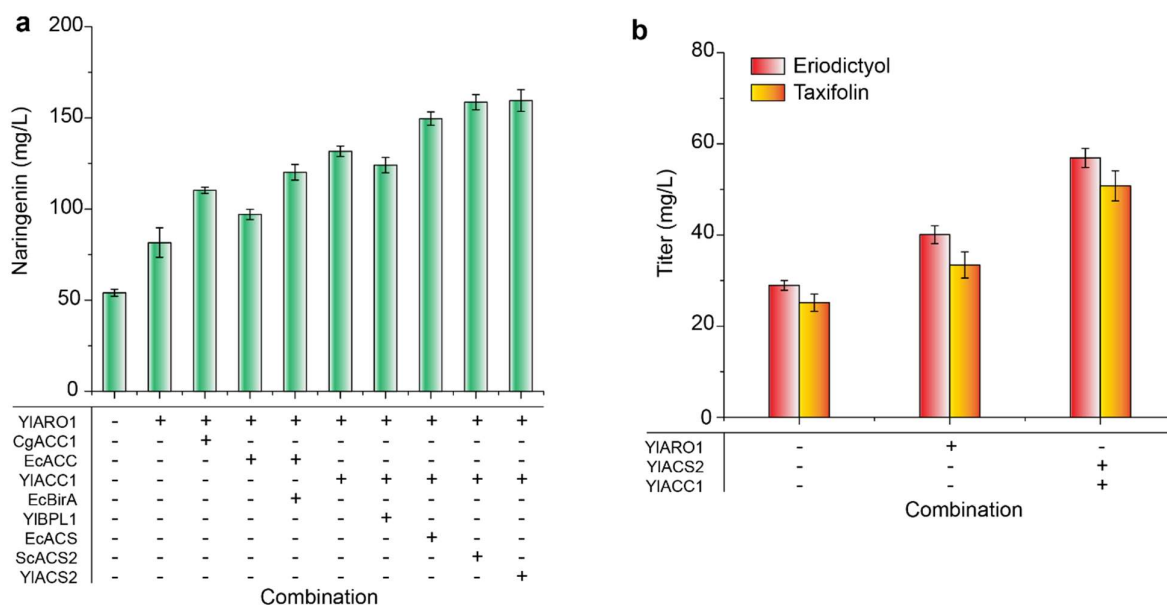 a
200
150
100
50
0
Naringenin (mg/L)
YlARO1 - + + + + + + + + +
CgACC1 - - + - - - - - - -
EcACC - - - + + - - - - -
YlACC1 - - - - - + + + + +
EcBirA - - - - + - - - - -
YlBPL1 - - - - - - + - - -
EcACS - - - - - - - + - -
ScACS2 - - - - - - - - + -
YlACS2 - - - - - - - - - +
Combination
b
80
60
40
20
0
Titer (mg/L)
Eriodictyol
Taxifolin
YlARO1 - + -
YlACS2 - - +
YlACC1 - - +
Combination